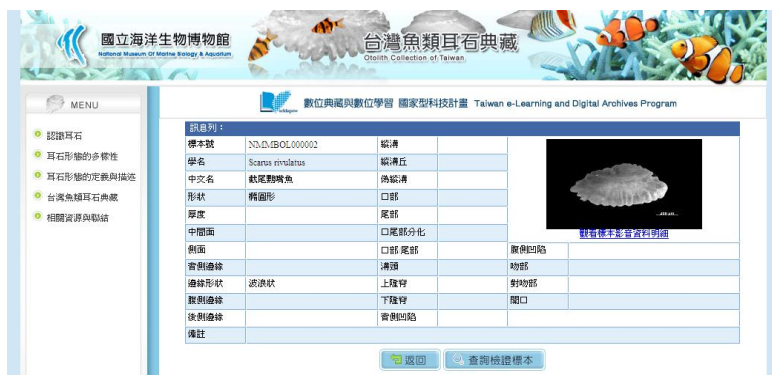 國立海洋生物博物館
National Museum Of Marine Biology & Aquarium
台灣魚類耳石典藏
Otolith Collection of Taiwan
MENU
認識耳石
耳石形態的多樣性
耳石形態的定義與描述
台灣魚類耳石典藏
相關資源與聯結
數位典藏與數位學習 國家型科技計畫 Taiwan e-Learning and Digital Archives Program
訊息列：
標本號 NMMBOL000002 縱溝
學名 Scarus rivulatus 縱溝丘
中文名 截尾鸚嘴魚 偽縱溝
形狀 橢圓形 口部
厚度 尾部
中間面 口尾部分化
觀看標本影音資料明細
側面 口部 尾部 腹側凹陷
背側邊緣 溝頭 吻部
邊緣形狀 波浪狀 上隆脊 對吻部
腹側邊緣 下隆脊 開口
後側邊緣 背側凹陷
備註
返回 查詢檢證標本